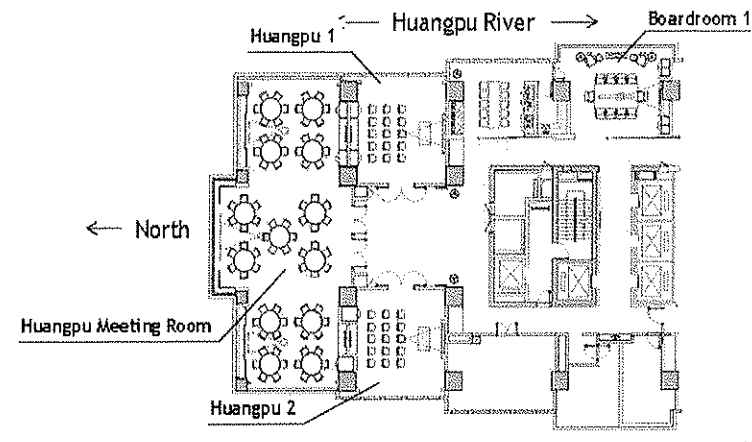 Huangpu River
Boardroom 1
Huangpu 1
North
Huangpu Meeting Room
Huangpu 2